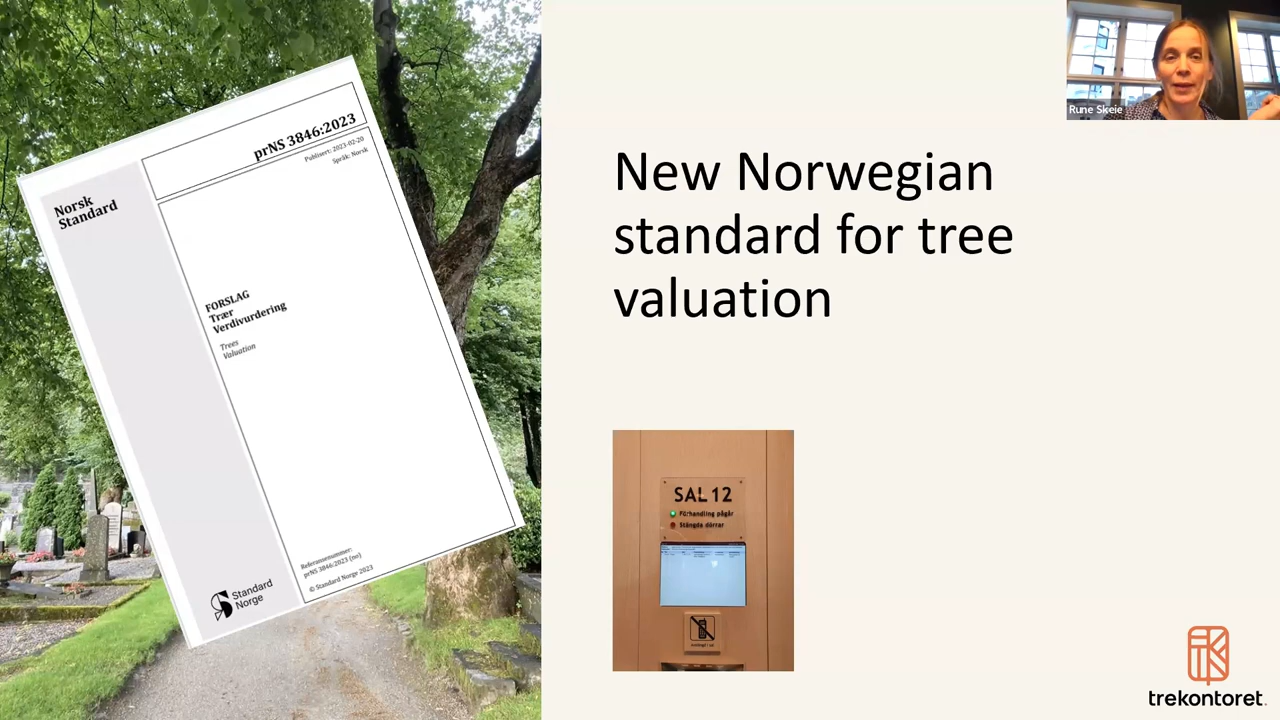 prNS 3846:2023
Publisert: 2023-02-20
Språk: Norsk
Norsk
Standard
FORSLAG
Trær
Verdivurdering
Trees
Valuation
Referansenummer:
prNS 3846:2023 (no)
© Standard Norge 2023
Standard
Norge
New Norwegian
standard for tree
valuation
Rune Skeie
SAL 12
Förhandling pågår
Stängda dörrar
trekontoret.